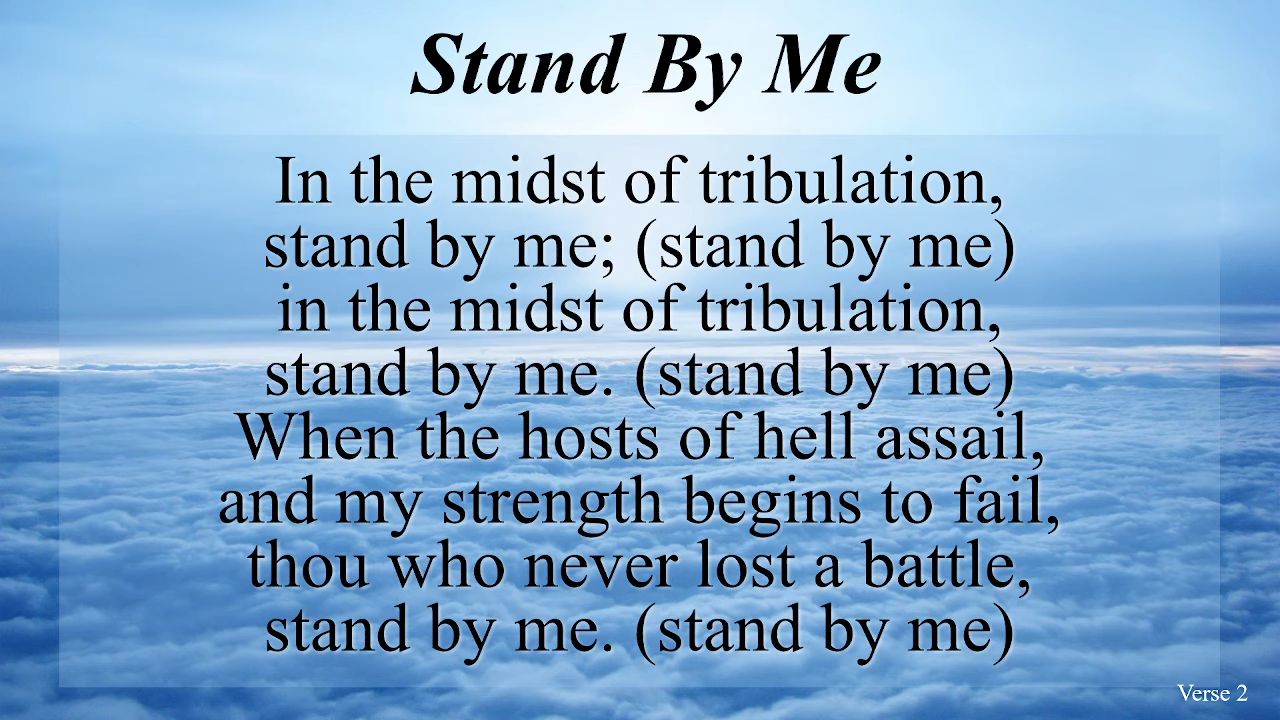 Stand By Me
In the midst of tribulation,
stand by me; (stand by me)
in the midst of tribulation,
stand by me. (stand by me)
When the hosts of hell assail,
and my strength begins to fail,
thou who never lost a battle,
stand by me. (stand by me)
Verse 2